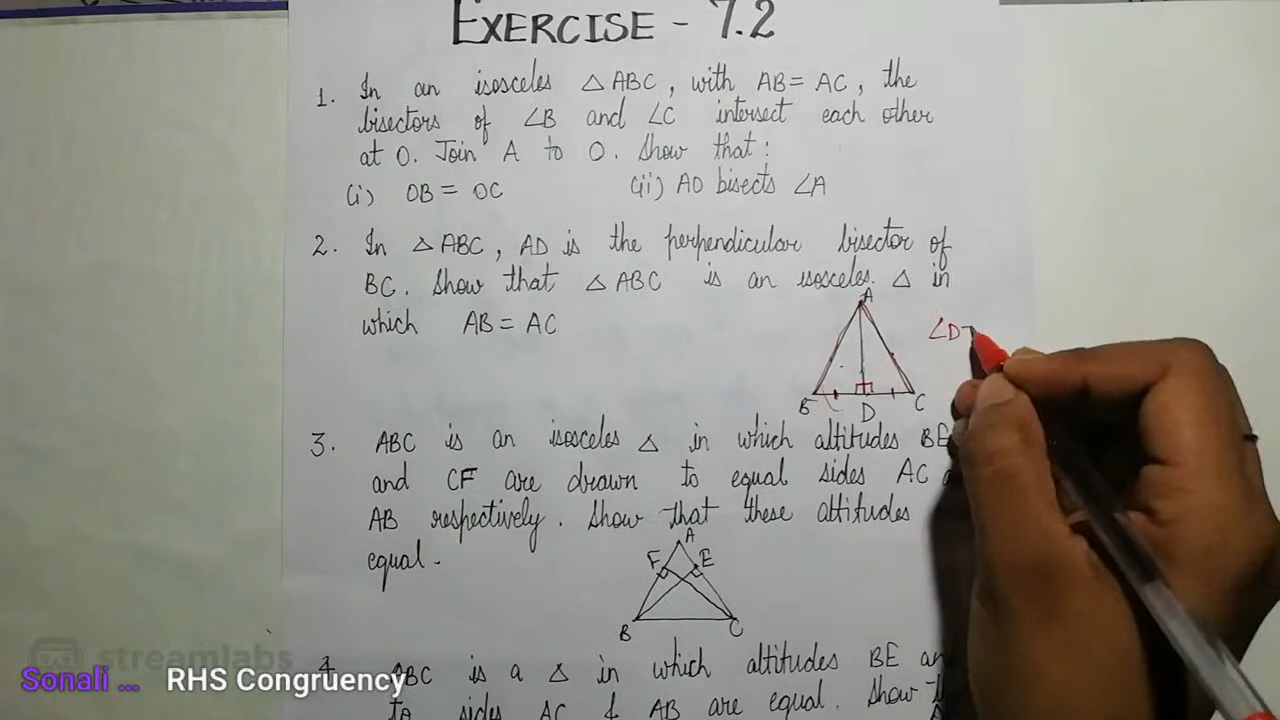 EXERCISE - 7.2
1. In an isosceles △ ABC, with AB = AC, the
bisectors of ∠B and ∠C intersect each other
at O. Join A to O. Show that:
(i) OB = OC (ii) AO bisects ∠A
2. In △ ABC, AD is the perpendicular bisector of
BC. Show that △ ABC is an isosceles. △ in
which AB = AC
A
∠D
B D C
3. ABC is an isosceles △ in which altitudes BE
and CF are drawn to equal sides AC
AB respectively. Show that these altitudes
equal.
A
F E
B C
4 ABC is a △ in which altitudes BE an
to sides AC & AB are equal. Show
streamlabs
Sonali ... RHS Congruency